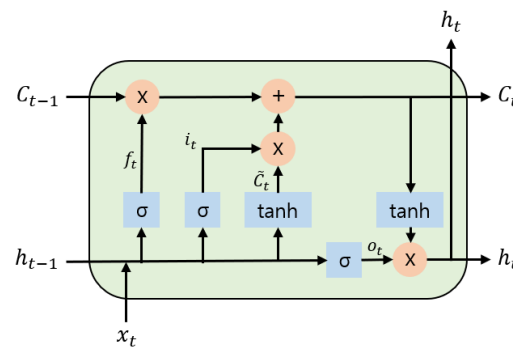 h_t
C_{t-1} x + C_t
i_t x
f_t C̃_t
σ σ tanh tanh
h_{t-1} σ o_t x h_t
x_t